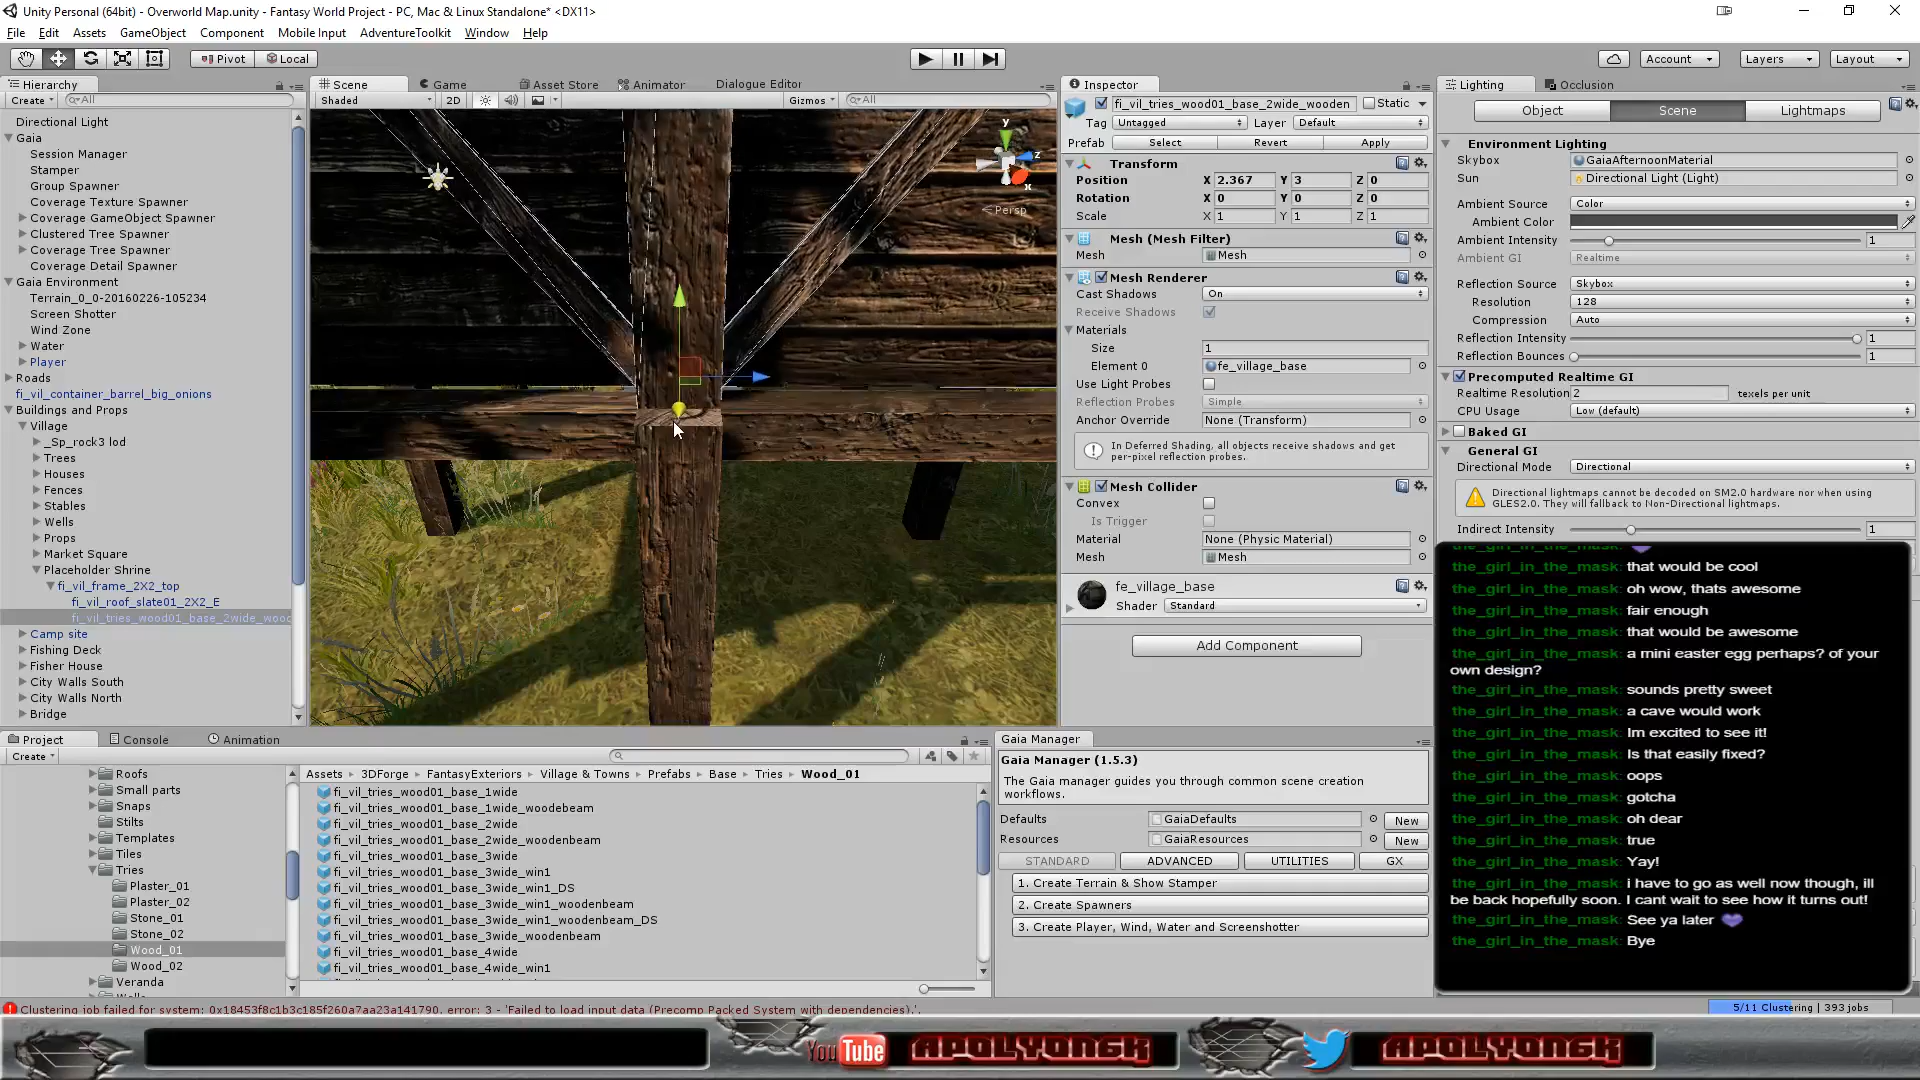 Unity Personal (64bit) - Overworld Map.unity - Fantasy World Project - PC, Mac & Linux Standalone* <DX11>
File Edit Assets GameObject Component Mobile Input AdventureToolkit Window Help
Pivot Local Account Layers Layout
Hierarchy
Create All
Directional Light
Gaia
Session Manager
Stamper
Group Spawner
Coverage Texture Spawner
Coverage GameObject Spawner
Clustered Tree Spawner
Coverage Tree Spawner
Coverage Detail Spawner
Gaia Environment
Terrain_0_0-20160226-105234
Screen Shotter
Wind Zone
Water
Player
Roads
fi_vil_container_barrel_big_onions
Buildings and Props
Village
_Sp_rock3 lod
Trees
Houses
Fences
Stables
Wells
Props
Market Square
Placeholder Shrine
fi_vil_frame_2X2_top
fi_vil_roof_slate01_2X2_E
fi_vil_tries_wood01_base_2wide_wooc
Camp site
Fishing Deck
Fisher House
City Walls South
City Walls North
Bridge
Scene Game Asset Store Animator Dialogue Editor
Shaded 2D Gizmos All
y
z
x
Persp
Inspector
fi_vil_tries_wood01_base_2wide_wooden Static
Tag Untagged Layer Default
Prefab Select Revert Apply
Transform
Position X 2.367 Y 3 Z 0
Rotation X 0 Y 0 Z 0
Scale X 1 Y 1 Z 1
Mesh (Mesh Filter)
Mesh Mesh
Mesh Renderer
Cast Shadows On
Receive Shadows
Materials
Size 1
Element 0 fe_village_base
Use Light Probes
Reflection Probes Simple
Anchor Override None (Transform)
In Deferred Shading, all objects receive shadows and get
per-pixel reflection probes.
Mesh Collider
Convex
Is Trigger
Material None (Physic Material)
Mesh Mesh
fe_village_base
Shader Standard
Add Component
Lighting Occlusion
Object Scene Lightmaps
Environment Lighting
Skybox GaiaAfternoonMaterial
Sun Directional Light (Light)
Ambient Source Color
Ambient Color
Ambient Intensity 1
Ambient GI Realtime
Reflection Source Skybox
Resolution 128
Compression Auto
Reflection Intensity 1
Reflection Bounces 1
Precomputed Realtime GI
Realtime Resolution 2 texels per unit
CPU Usage Low (default)
Baked GI
General GI
Directional Mode Directional
Directional lightmaps cannot be decoded on SM2.0 hardware nor when using
GLES2.0. They will fallback to Non-Directional lightmaps.
Indirect Intensity 1
the_girl_in_the_mask:
the_girl_in_the_mask: that would be cool
the_girl_in_the_mask: oh wow, thats awesome
the_girl_in_the_mask: fair enough
the_girl_in_the_mask: that would be awesome
the_girl_in_the_mask: a mini easter egg perhaps? of your
own design?
the_girl_in_the_mask: sounds pretty sweet
the_girl_in_the_mask: a cave would work
the_girl_in_the_mask: Im excited to see it!
the_girl_in_the_mask: Is that easily fixed?
the_girl_in_the_mask: oops
the_girl_in_the_mask: gotcha
the_girl_in_the_mask: oh dear
the_girl_in_the_mask: true
the_girl_in_the_mask: Yay!
the_girl_in_the_mask: i have to go as well now though, ill
be back hopefully soon. I cant wait to see how it turns out!
the_girl_in_the_mask: See ya later
the_girl_in_the_mask: Bye
Project Console Animation
Create
Roofs
Small parts
Snaps
Stilts
Templates
Tiles
Tries
Plaster_01
Plaster_02
Stone_01
Stone_02
Wood_01
Wood_02
Veranda
Assets 3DForge FantasyExteriors Village & Towns Prefabs Base Tries Wood_01
fi_vil_tries_wood01_base_1wide
fi_vil_tries_wood01_base_1wide_woodebeam
fi_vil_tries_wood01_base_2wide
fi_vil_tries_wood01_base_2wide_woodenbeam
fi_vil_tries_wood01_base_3wide
fi_vil_tries_wood01_base_3wide_win1
fi_vil_tries_wood01_base_3wide_win1_DS
fi_vil_tries_wood01_base_3wide_win1_woodenbeam
fi_vil_tries_wood01_base_3wide_win1_woodenbeam_DS
fi_vil_tries_wood01_base_3wide_woodenbeam
fi_vil_tries_wood01_base_4wide
fi_vil_tries_wood01_base_4wide_win1
Gaia Manager
Gaia Manager (1.5.3)
The Gaia manager guides you through common scene creation
workflows.
Defaults GaiaDefaults New
Resources GaiaResources New
STANDARD ADVANCED UTILITIES GX
1. Create Terrain & Show Stamper
2. Create Spawners
3. Create Player, Wind, Water and Screenshotter
Clustering job failed for system: 0x18453f8c1b3c185f260a7aa23a141790. error: 3 - 'Failed to load input data (Precomp Packed System with dependencies).'.
5/11 Clustering | 393 jobs
YouTube APOLYONGK APOLYONGK